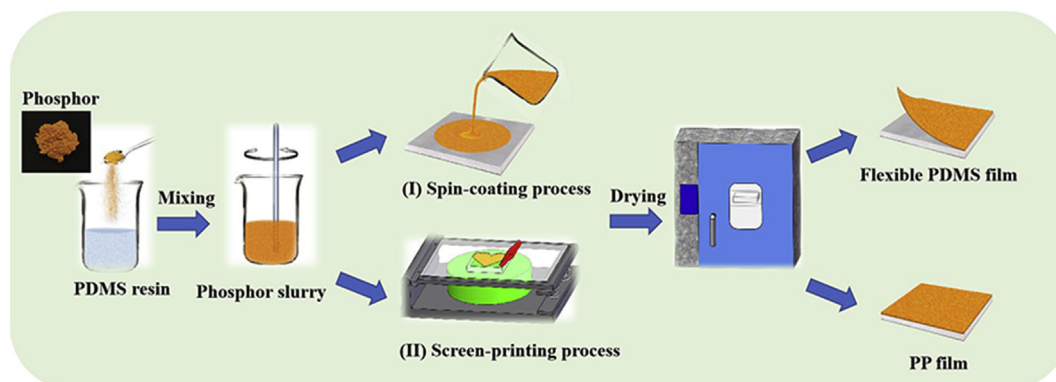 Phosphor
Mixing
PDMS resin
Phosphor slurry
(I) Spin-coating process
(II) Screen-printing process
Drying
Flexible PDMS film
PP film